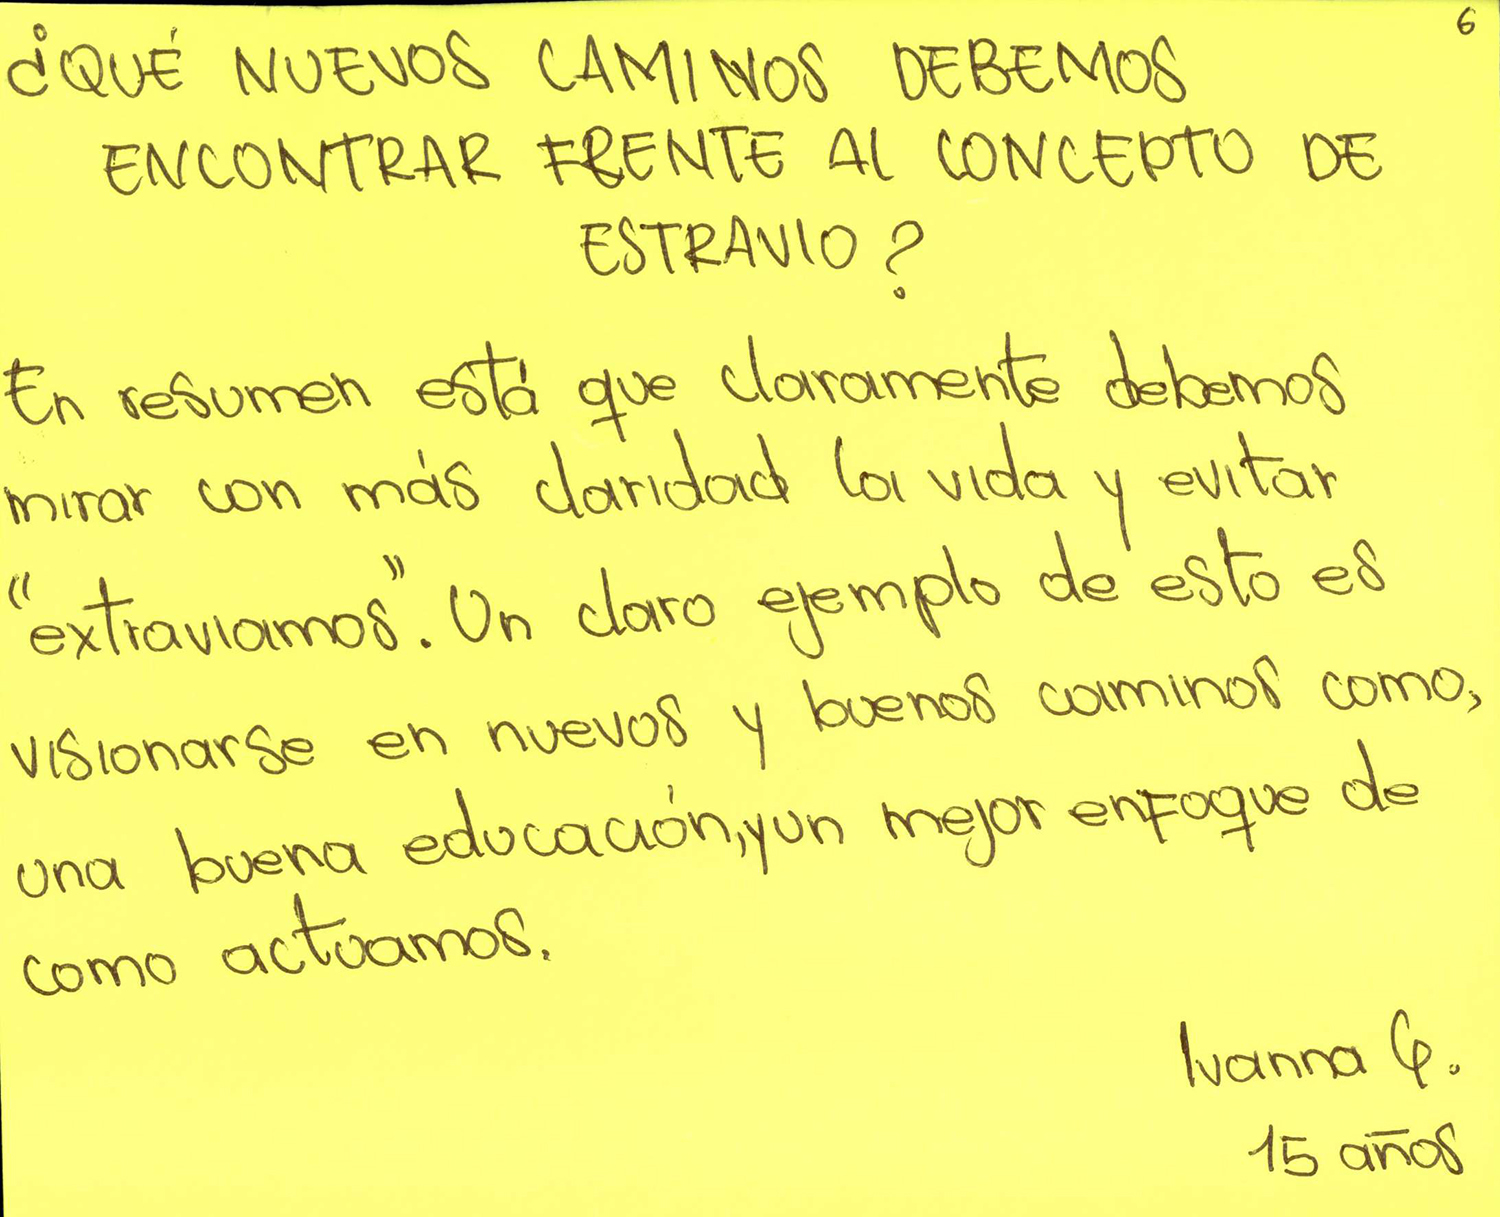 6
¿QUÉ NUEVOS CAMINOS DEBEMOS
ENCONTRAR FRENTE AL CONCEPTO DE
ESTRAVIO?
En resumen está que claramente debemos
mirar con más claridad la vida y evitar
"extraviamos". Un claro ejemplo de esto es
visionarse en nuevos y buenos caminos como,
una buena educación, y un mejor enfoque de
como actuamos.
Ivanna G.
15 años